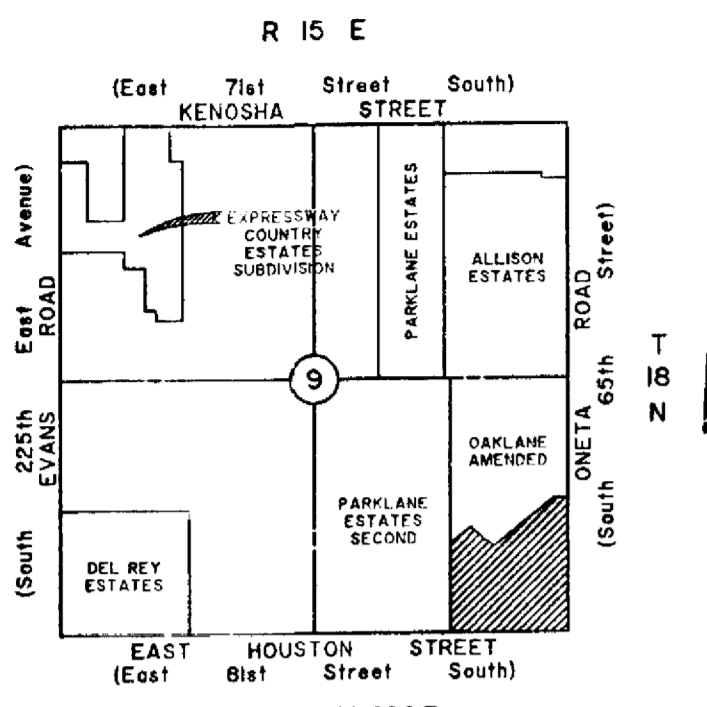 R 15 E
(East 71st Street South)
KENOSHA STREET
EXPRESSWAY
COUNTRY
ESTATES
SUBDIVISION
PARKLANE ESTATES
ALLISON
ESTATES
(South 225th East Avenue)
EVANS ROAD
9
ONETA ROAD
(South 65th Street)
T
18
N
OAKLANE
AMENDED
PARKLANE
ESTATES
SECOND
DEL REY
ESTATES
EAST HOUSTON STREET
(East 81st Street South)